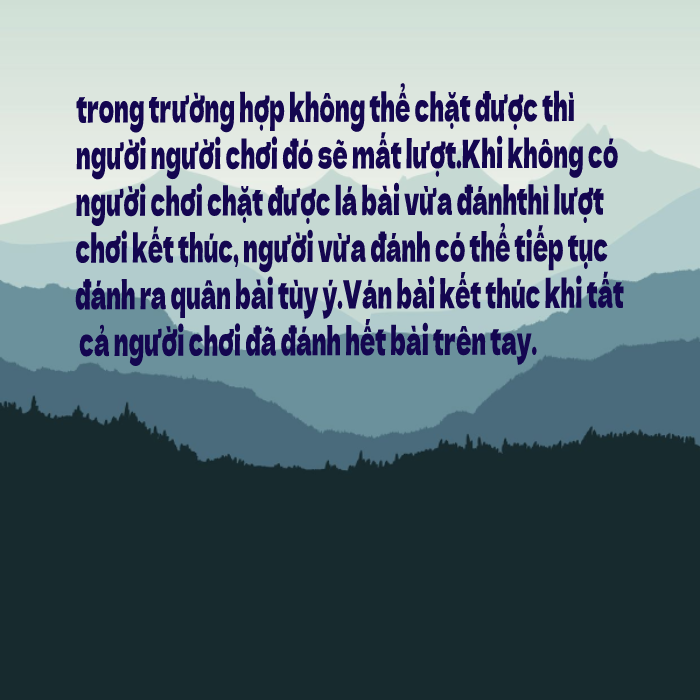 trong trường hợp không thể chặt được thì
người người chơi đó sẽ mất lượt.Khi không có
người chơi chặt được lá bài vừa đánhthì lượt
chơi kết thúc, người vừa đánh có thể tiếp tục
đánh ra quân bài tùy ý.Ván bài kết thúc khi tất
cả người chơi đã đánh hết bài trên tay.